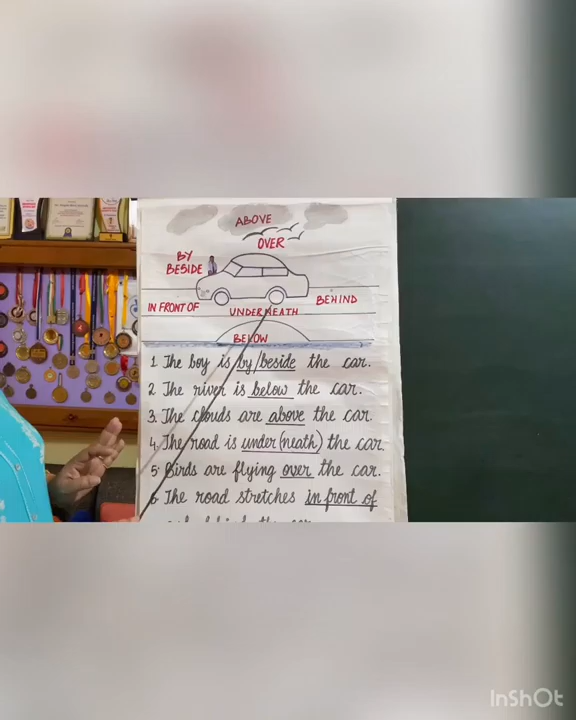 ABOVE
OVER
BY
BESIDE
IN FRONT OF
BEHIND
UNDERNEATH
BELOW
1 The boy is by/beside the car.
2 The river is below the car.
3. The clouds are above the car.
4. The road is under(neath) the car.
5. Birds are flying over the car.
6 The road stretches in front of
InShOt